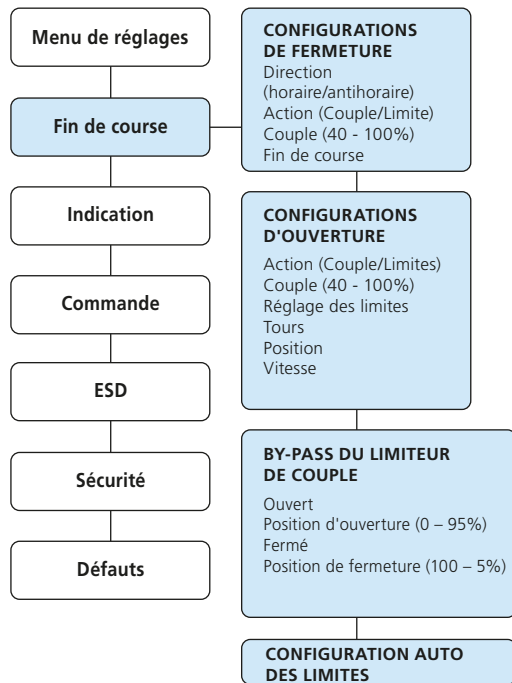 Menu de réglages
Fin de course
Indication
Commande
ESD
Sécurité
Défauts
CONFIGURATIONS
DE FERMETURE
Direction
(horaire/antihoraire)
Action (Couple/Limite)
Couple (40 - 100%)
Fin de course
CONFIGURATIONS
D'OUVERTURE
Action (Couple/Limites)
Couple (40 - 100%)
Réglage des limites
Tours
Position
Vitesse
BY-PASS DU LIMITEUR
DE COUPLE
Ouvert
Position d'ouverture (0 – 95%)
Fermé
Position de fermeture (100 – 5%)
CONFIGURATION AUTO
DES LIMITES